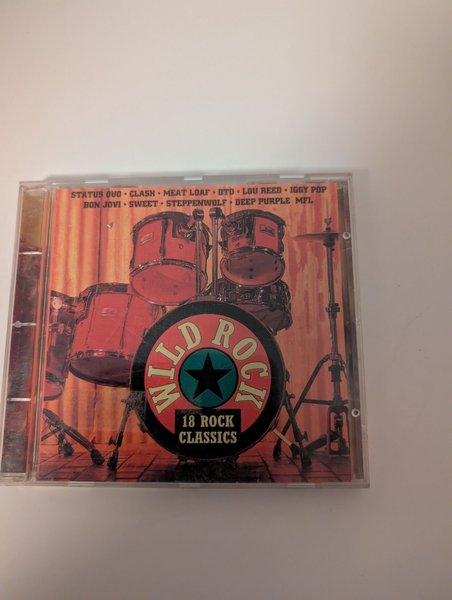 STATUS QUO • CLASH • MEAT LOAF • BTO • LOU REED • IGGY POP
BON JOVI • SWEET • STEPPENWOLF • DEEP PURPLE MFL
WILD ROCK
18 ROCK
CLASSICS